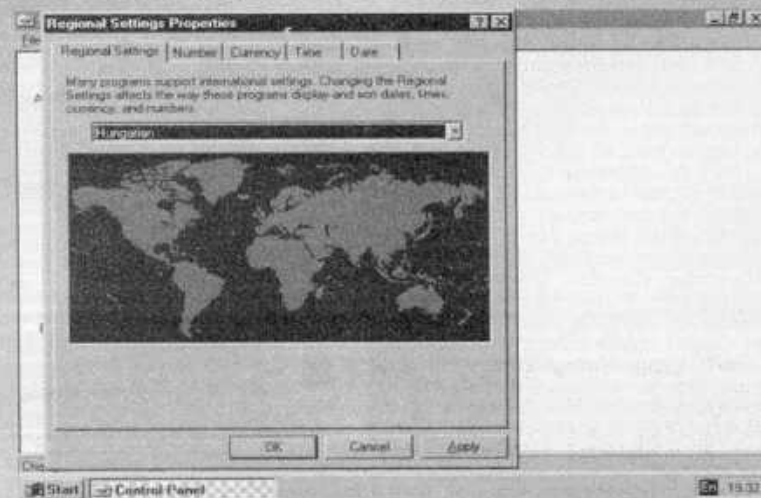 Regional Settings Properties
Regional Settings Number Currency Time Date
Many programs support international settings. Changing the Regional
Settings affects the way these programs display and sort dates, times,
currency, and numbers.
Hungarian
OK Cancel Apply
Start Control Panel En